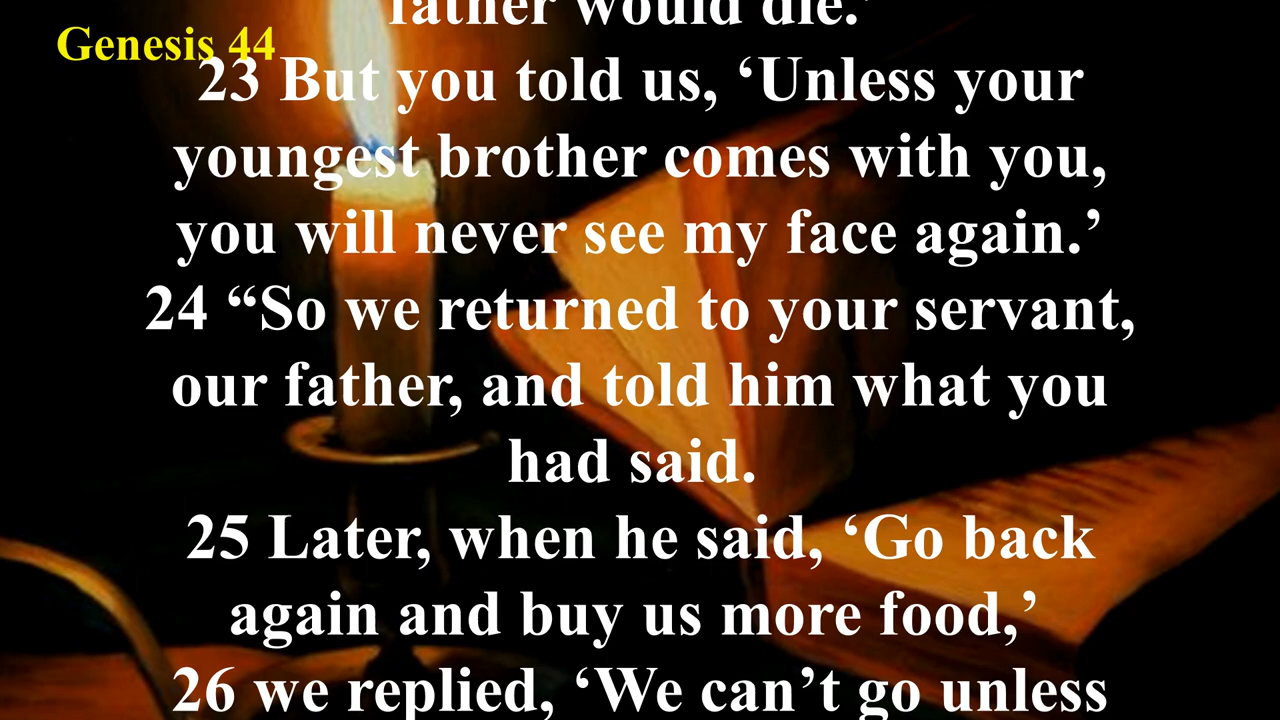 father would die.’
Genesis 44
23 But you told us, ‘Unless your
youngest brother comes with you,
you will never see my face again.’
24 “So we returned to your servant,
our father, and told him what you
had said.
25 Later, when he said, ‘Go back
again and buy us more food,’
26 we replied, ‘We can’t go unless